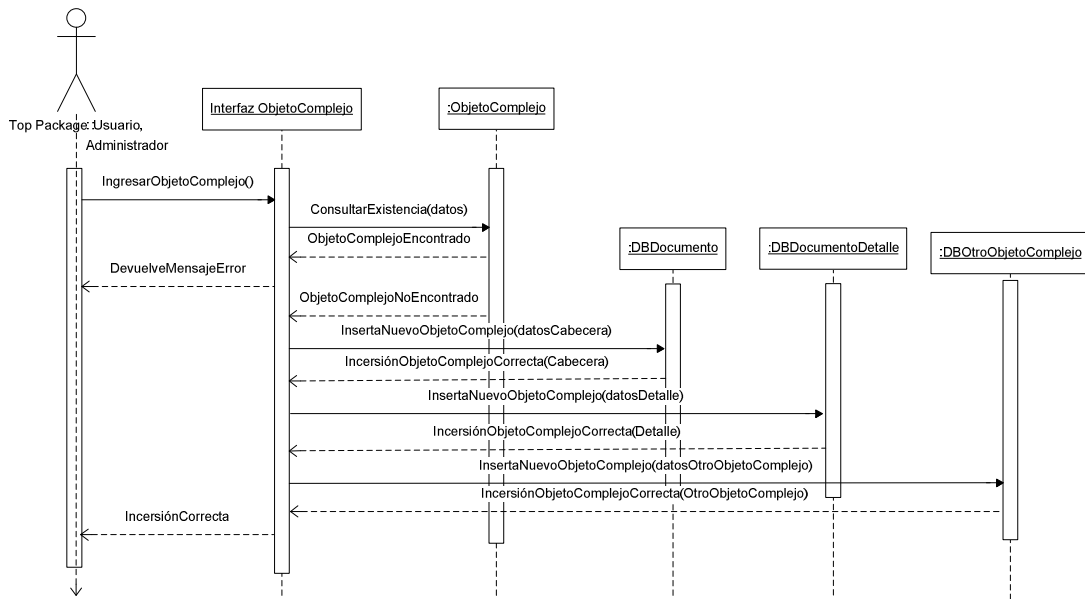 Top Package::Usuario,
Administrador
Interfaz ObjetoComplejo
:ObjetoComplejo
:DBDocumento
:DBDocumentoDetalle
:DBOtroObjetoComplejo
IngresarObjetoComplejo()
ConsultarExistencia(datos)
ObjetoComplejoEncontrado
DevuelveMensajeError
ObjetoComplejoNoEncontrado
InsertaNuevoObjetoComplejo(datosCabecera)
IncersiónObjetoComplejoCorrecta(Cabecera)
InsertaNuevoObjetoComplejo(datosDetalle)
IncersiónObjetoComplejoCorrecta(Detalle)
InsertaNuevoObjetoComplejo(datosOtroObjetoComplejo)
IncersiónObjetoComplejoCorrecta(OtroObjetoComplejo)
IncersiónCorrecta